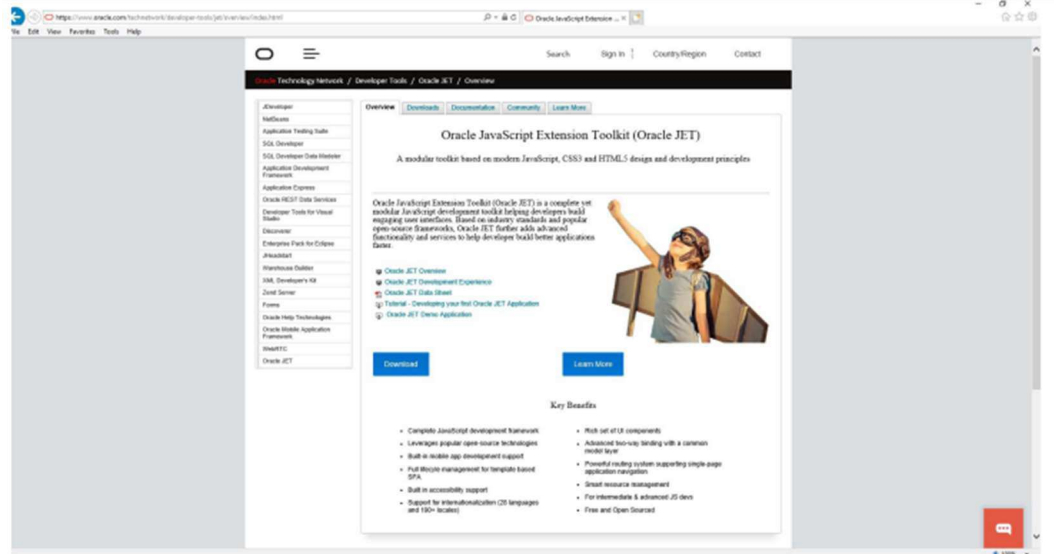 https://www.oracle.com/technetwork/developer-tools/jet/overview/index.html
Oracle JavaScript Extension ...
File Edit View Favorites Tools Help
Search Sign In Country/Region Contact
Oracle Technology Network / Developer Tools / Oracle JET / Overview
JDeveloper
NetBeans
Application Testing Suite
SQL Developer
SQL Developer Data Modeler
Application Development
Framework
Application Express
Oracle REST Data Services
Developer Tools for Visual
Studio
Discoverer
Enterprise Pack for Eclipse
JHeadstart
Warehouse Builder
XML Developer's Kit
Zend Server
Forms
Oracle Help Technologies
Oracle Mobile Application
Framework
WebRTC
Oracle JET
Overview Downloads Documentation Community Learn More
Oracle JavaScript Extension Toolkit (Oracle JET)
A modular toolkit based on modern JavaScript, CSS3 and HTML5 design and development principles
Oracle JavaScript Extension Toolkit (Oracle JET) is a complete yet
modular JavaScript development toolkit helping developers build
engaging user interfaces. Based on industry standards and popular
open-source frameworks, Oracle JET further adds advanced
functionality and services to help developer build better applications
faster.
Oracle JET Overview
Oracle JET Development Experience
Oracle JET Data Sheet
Tutorial - Developing your first Oracle JET Application
Oracle JET Demo Application
Download Learn More
Key Benefits
• Complete JavaScript development framework
• Leverages popular open-source technologies
• Built in mobile app development support
• Full lifecyle management for template based
SPA
• Built in accessibility support
• Support for internationalization (28 languages
and 190+ locales)
• Rich set of UI components
• Advanced two-way binding with a common
model layer
• Powerful routing system supporting single-page
application navigation
• Smart resource management
• For intermediate & advanced JS devs
• Free and Open Sourced